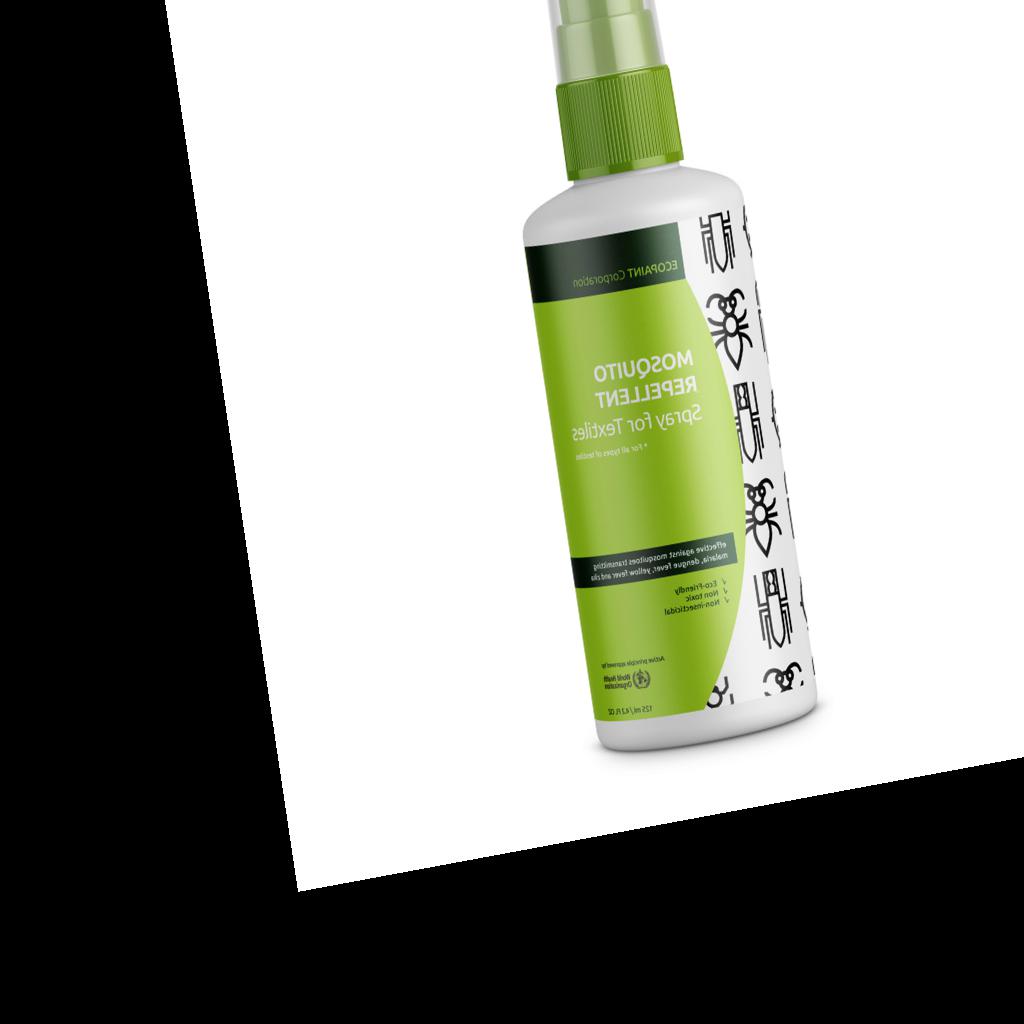 ECOPAINT Corporation
MOSQUITO
REPELLENT
Spray for Textiles
* For all types of textiles
effective against mosquitoes transmitting
malaria, dengue fever, yellow fever and zika
✓ Eco-Friendly
✓ Non toxic
✓ Non-insecticidal
Active principle approved by:
World Health
Organization
125 ml / 4.2 FL OZ